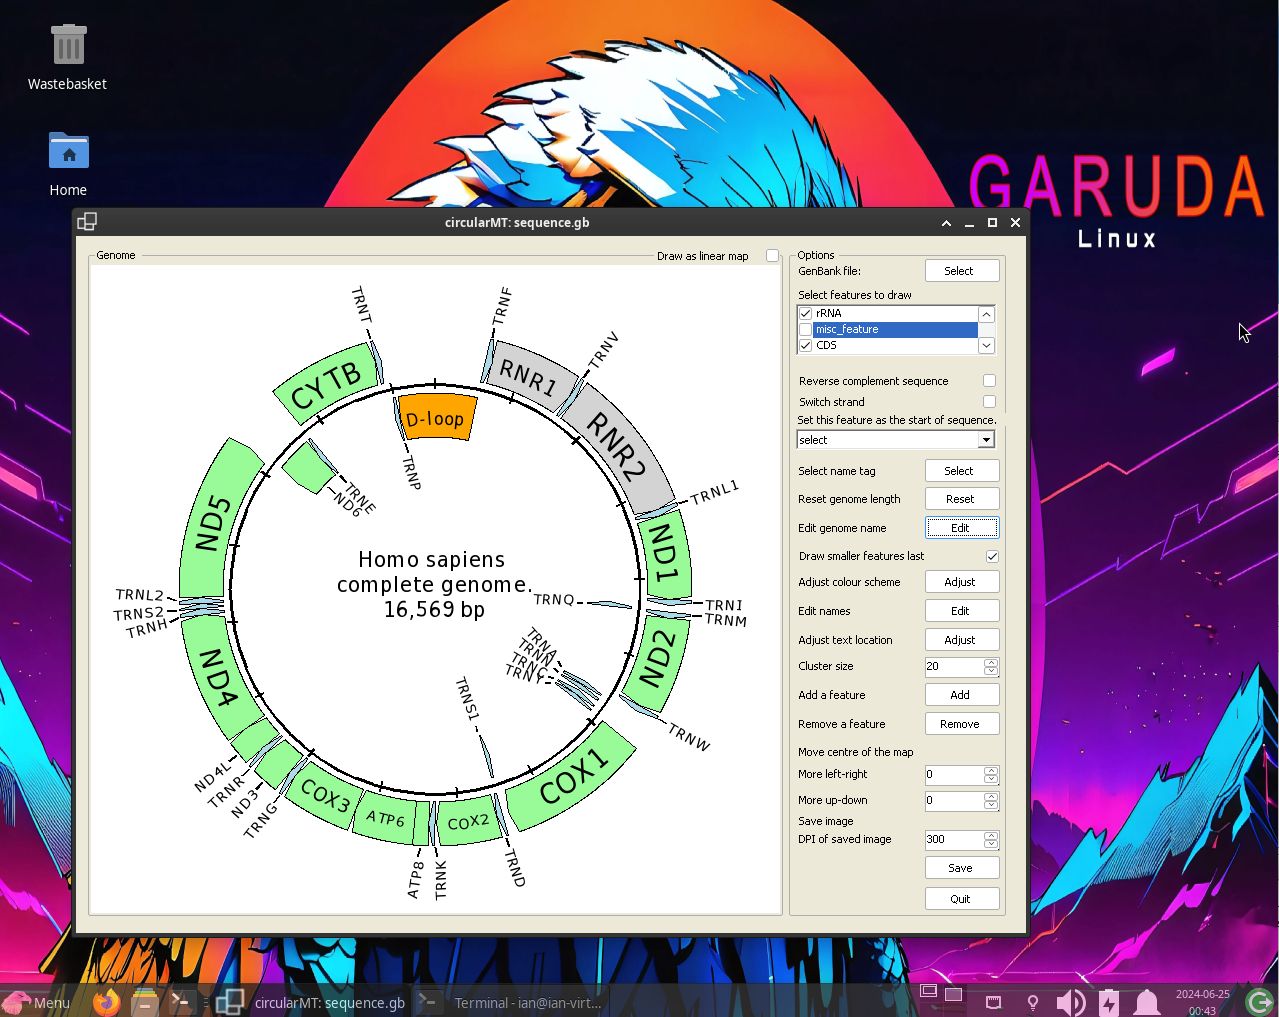 Wastebasket
Home
GARUDA
Linux
circularMT: sequence.gb
Genome
Draw as linear map
TRNT
TRNF
TRNV
CYTB
RNR1
D-loop
RNR2
TRNP
TRNE
ND6
TRNL1
ND5
ND1
Homo sapiens
complete genome.
16,569 bp
TRNQ
TRNL2
TRNS2
TRNH
TRNI
TRNM
ND4
ND2
TRNA
TRNN
TRNC
TRNY
TRNS1
TRNW
ND4L
TRNR
ND3
TRNG
COX3
ATP6
COX2
COX1
ATP8
TRNK
TRND
Options
GenBank file:
Select
Select features to draw
rRNA
misc_feature
CDS
Reverse complement sequence
Switch strand
Set this feature as the start of sequence.
select
Select name tag
Select
Reset genome length
Reset
Edit genome name
Edit
Draw smaller features last
Adjust colour scheme
Adjust
Edit names
Edit
Adjust text location
Adjust
Cluster size
20
Add a feature
Add
Remove a feature
Remove
Move centre of the map
More left-right
0
More up-down
0
Save image
DPI of saved image
300
Save
Quit
Menu
circularMT: sequence.gb
Terminal - ian@ian-virt...
2024-06-25
00:43